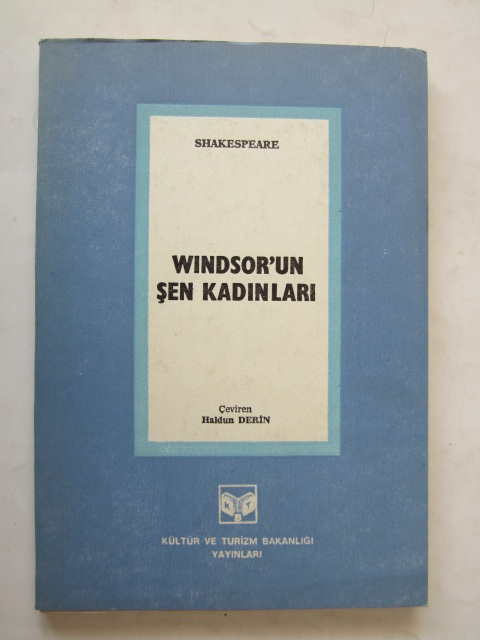 SHAKESPEARE
WINDSOR'UN
ŞEN KADINLARI
Çeviren
Haldun DERİN
K T
KÜLTÜR VE TURİZM BAKANLIĞI
YAYINLARI